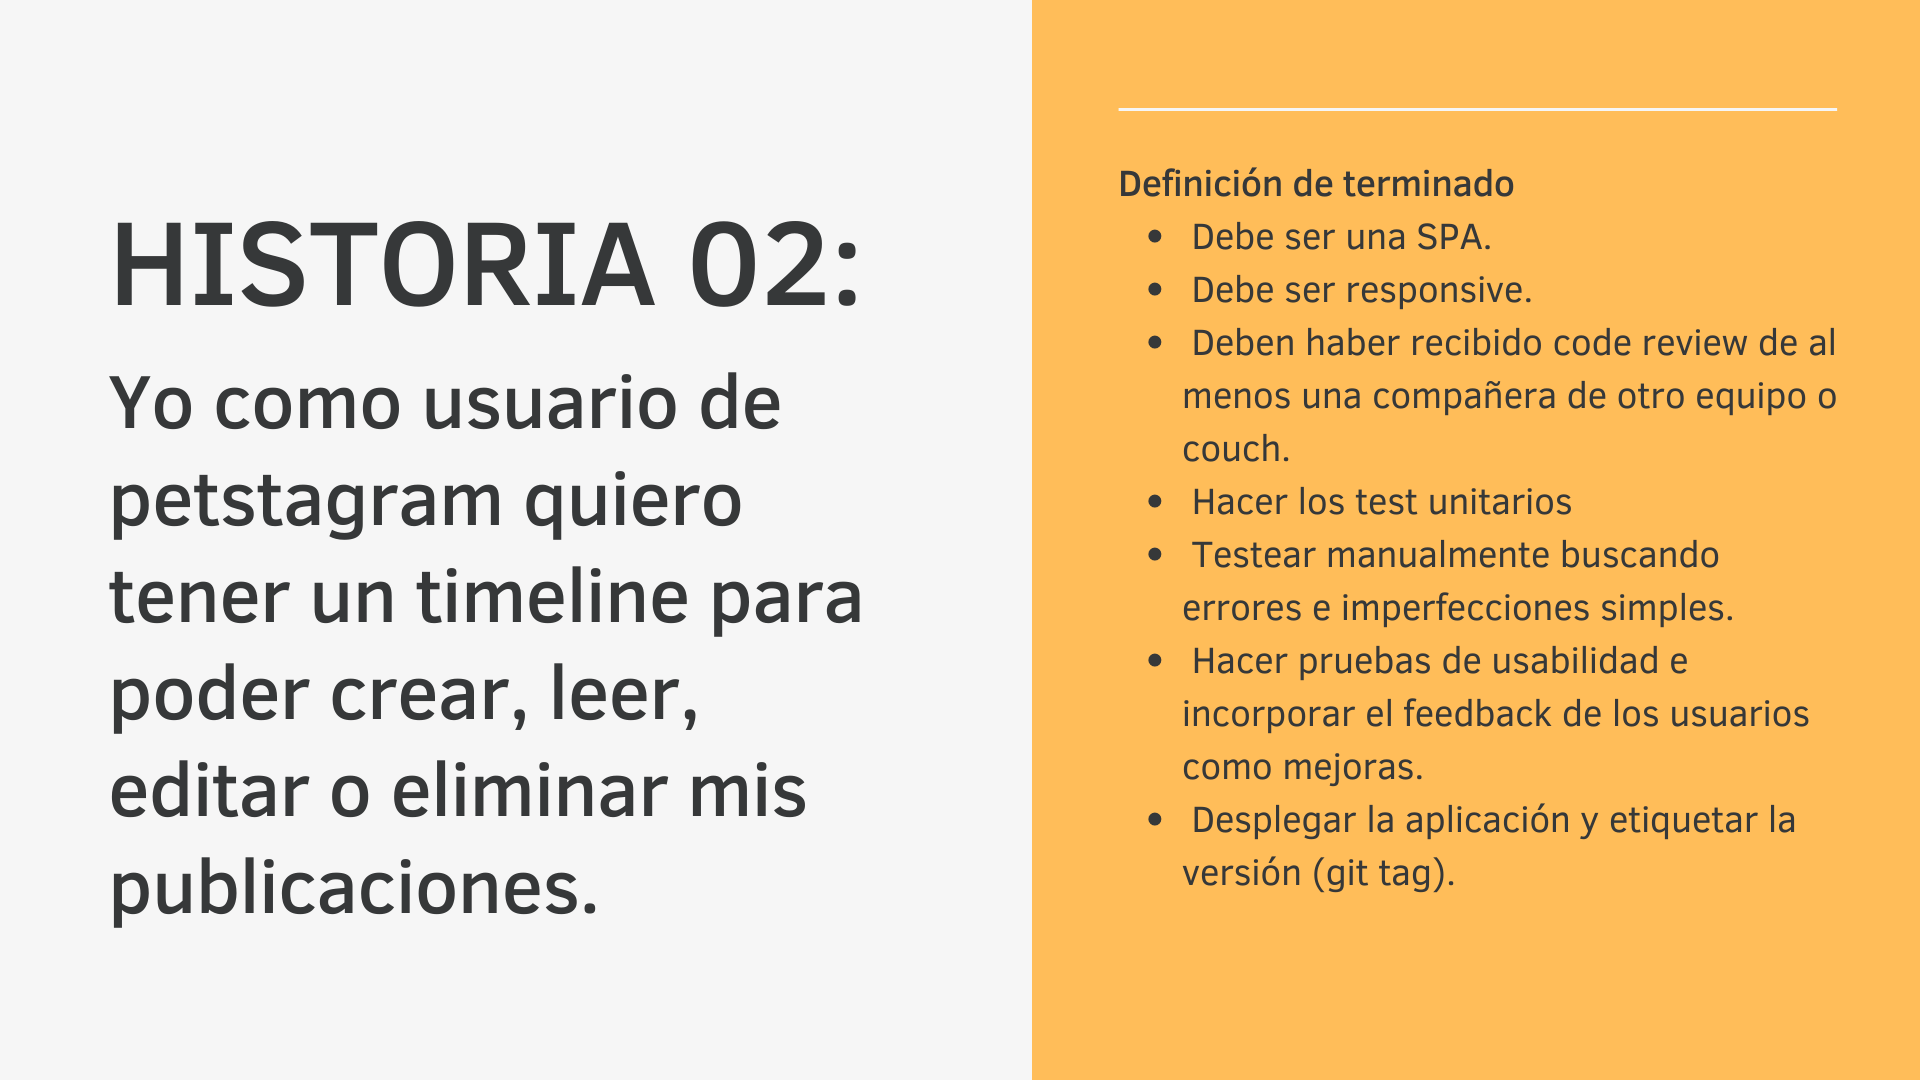 HISTORIA 02:
Yo como usuario de
petstagram quiero
tener un timeline para
poder crear, leer,
editar o eliminar mis
publicaciones.
Definición de terminado
• Debe ser una SPA.
• Debe ser responsive.
• Deben haber recibido code review de al
menos una compañera de otro equipo o
couch.
• Hacer los test unitarios
• Testear manualmente buscando
errores e imperfecciones simples.
• Hacer pruebas de usabilidad e
incorporar el feedback de los usuarios
como mejoras.
• Desplegar la aplicación y etiquetar la
versión (git tag).